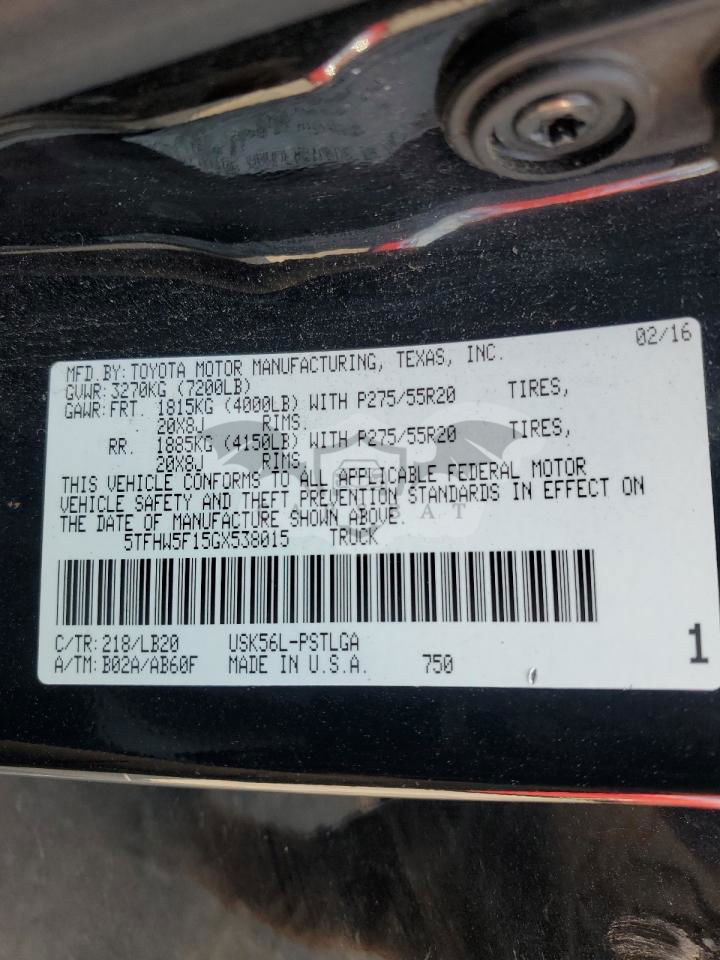 MFD.BY:TOYOTA MOTOR MANUFACTURING, TEXAS, INC. 02/16
GVWR:3270KG (7200LB)
GAWR:FRT. 1815KG (4000LB) WITH P275/55R20 TIRES,
20X8J RIMS.
RR. 1885KG (4150LB) WITH P275/55R20 TIRES,
20X8J RIMS.
THIS VEHICLE CONFORMS TO ALL APPLICABLE FEDERAL MOTOR
VEHICLE SAFETY AND THEFT PREVENTION STANDARDS IN EFFECT ON
THE DATE OF MANUFACTURE SHOWN ABOVE.
5TFHW5F15GX538015 TRUCK
C/TR:218/LB20 USK56L-PSTLGA
A/TM:B02A/AB60F MADE IN U.S.A. 750 1